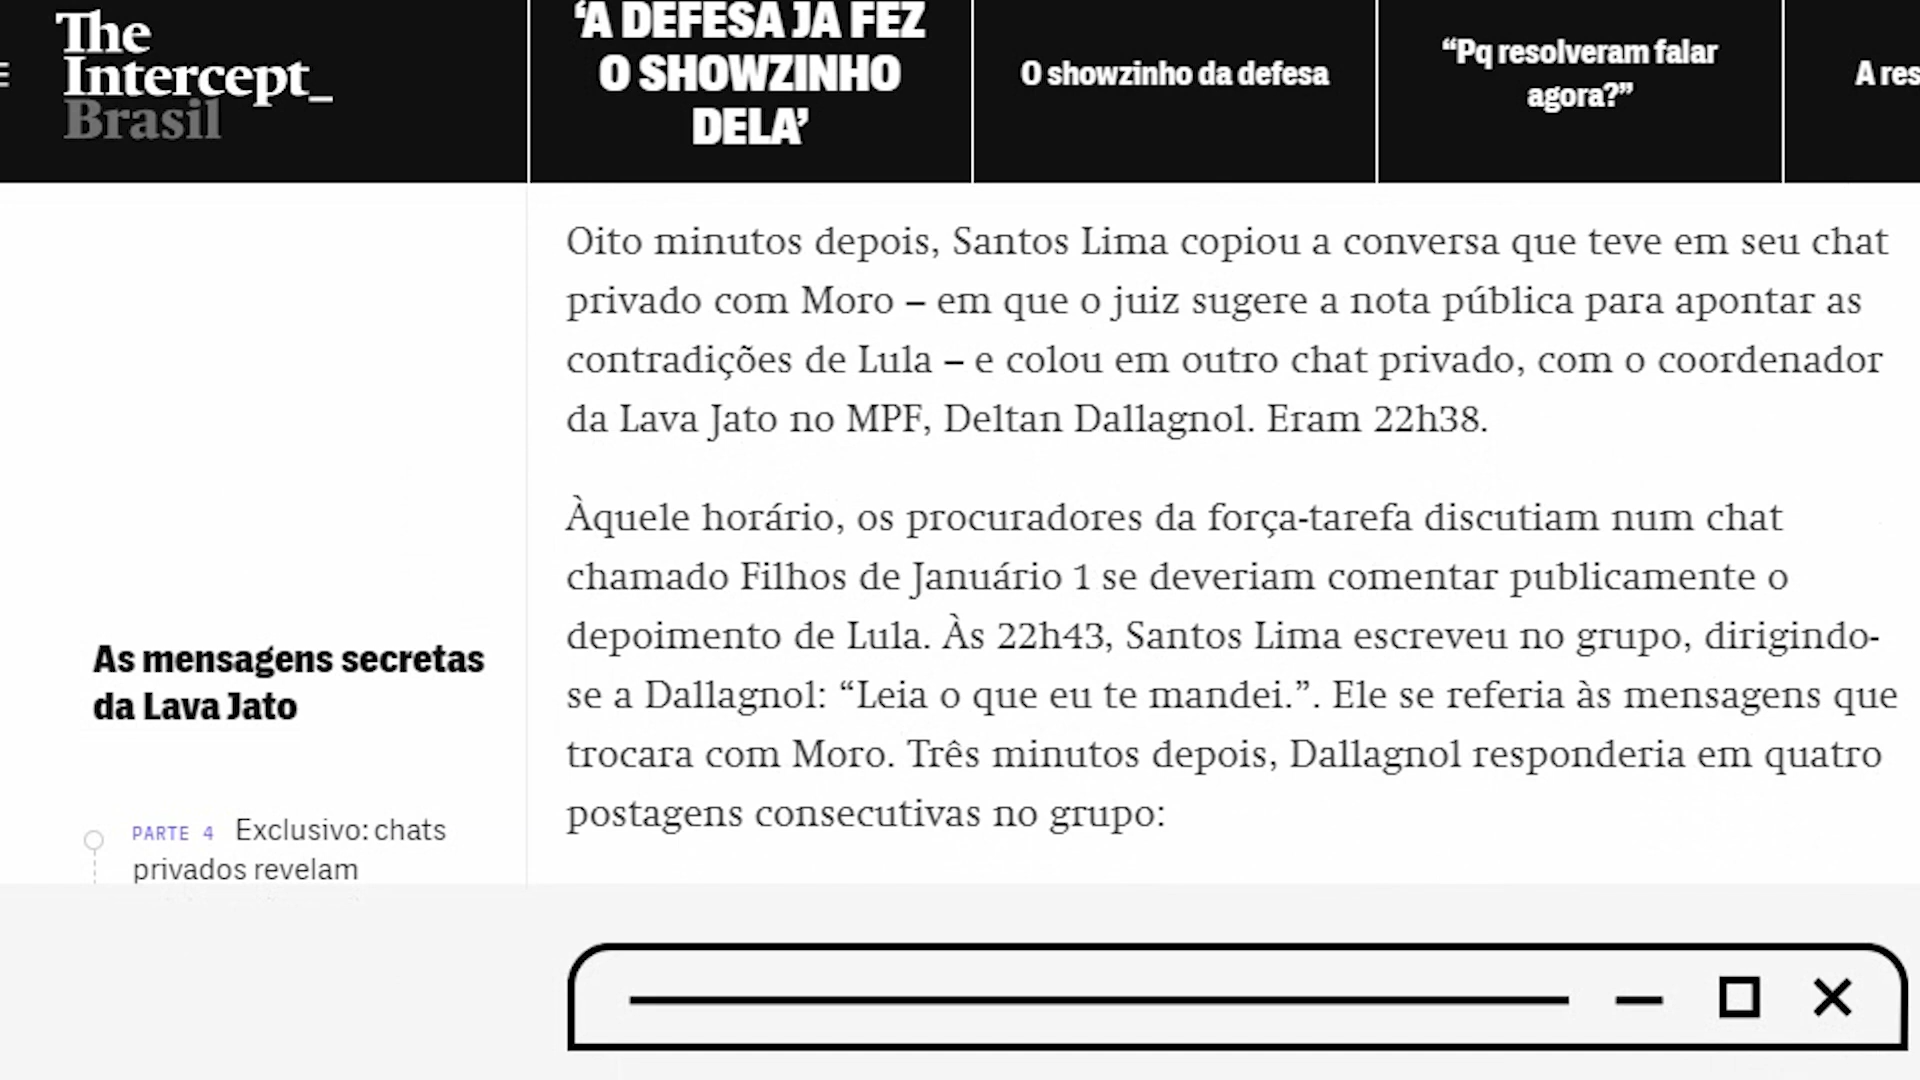 The
Intercept_
Brasil
‘A DEFESA JÁ FEZ
O SHOWZINHO
DELA’
O showzinho da defesa
“Pq resolveram falar
agora?”
A res
Oito minutos depois, Santos Lima copiou a conversa que teve em seu chat
privado com Moro – em que o juiz sugere a nota pública para apontar as
contradições de Lula – e colou em outro chat privado, com o coordenador
da Lava Jato no MPF, Deltan Dallagnol. Eram 22h38.
Àquele horário, os procuradores da força-tarefa discutiam num chat
chamado Filhos de Januário 1 se deveriam comentar publicamente o
depoimento de Lula. Às 22h43, Santos Lima escreveu no grupo, dirigindo-
se a Dallagnol: “Leia o que eu te mandei.”. Ele se referia às mensagens que
trocara com Moro. Três minutos depois, Dallagnol responderia em quatro
postagens consecutivas no grupo:
As mensagens secretas
da Lava Jato
PARTE 4 Exclusivo: chats
privados revelam